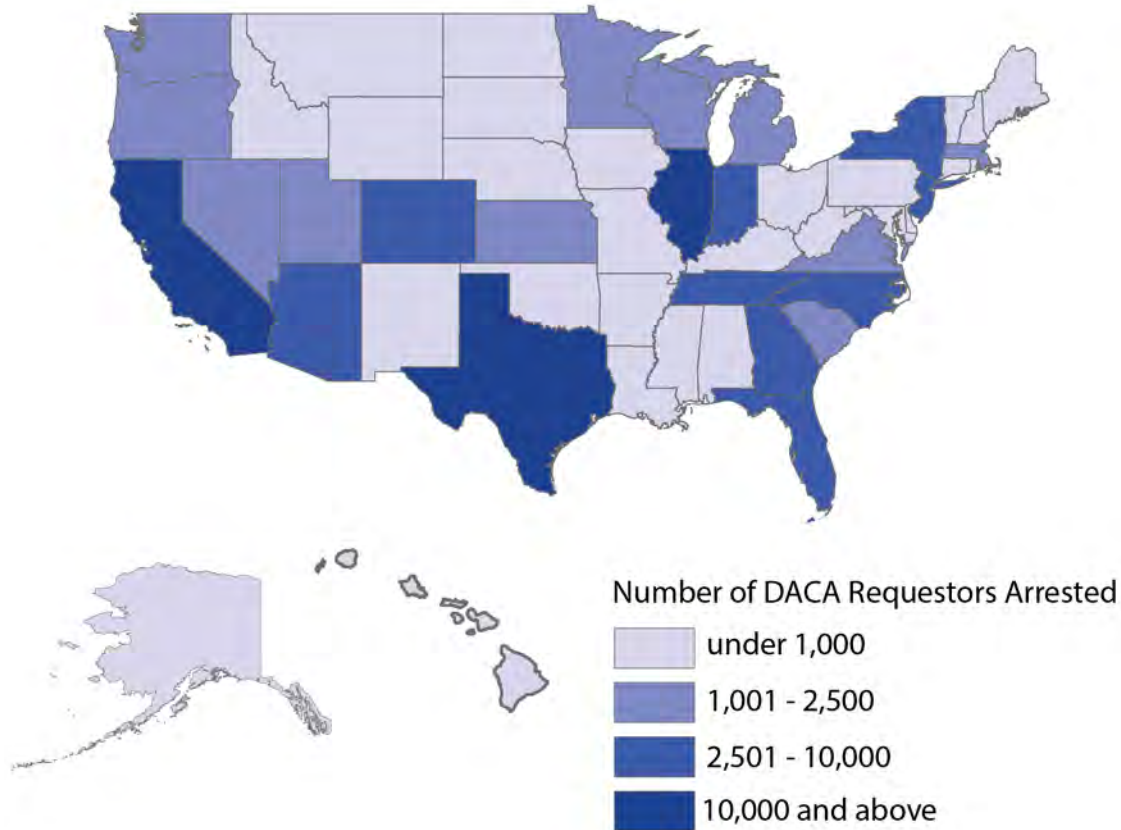 Number of DACA Requestors Arrested
under 1,000
1,001 - 2,500
2,501 - 10,000
10,000 and above